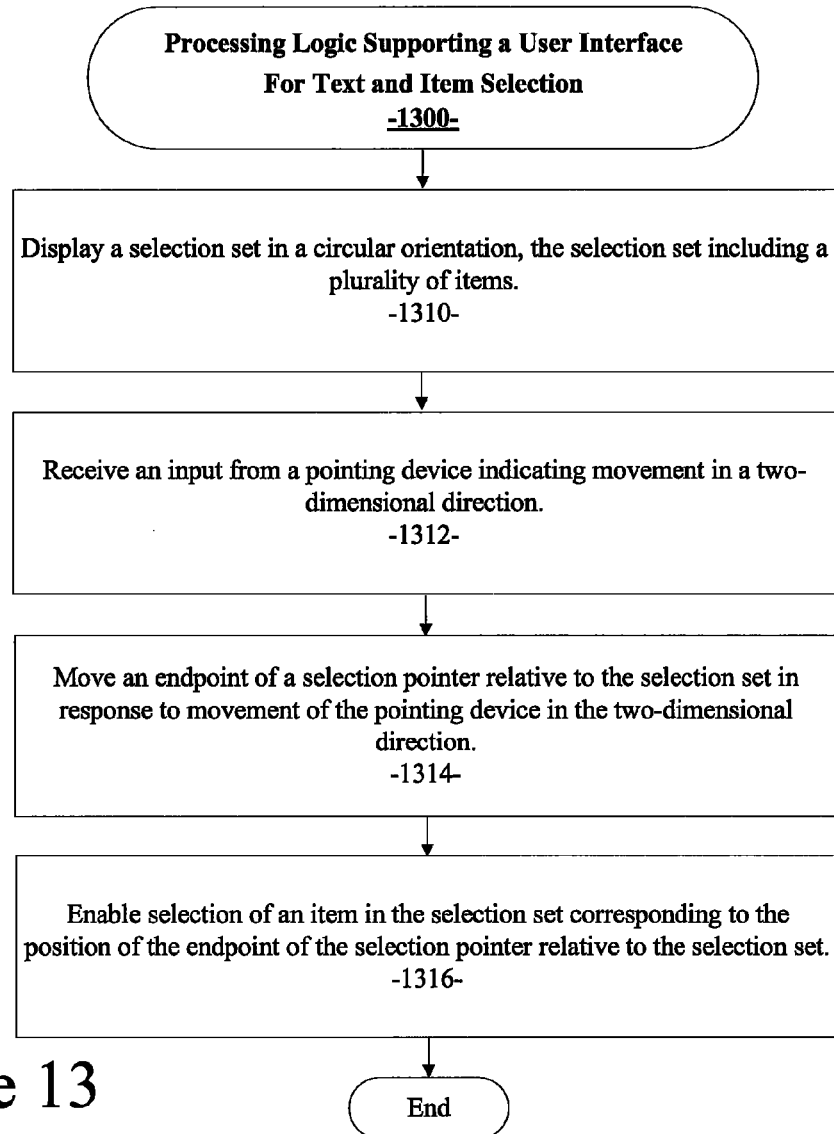 Processing Logic Supporting a User Interface
For Text and Item Selection
-1300-
Display a selection set in a circular orientation, the selection set including a
plurality of items.
-1310-
Receive an input from a pointing device indicating movement in a two-
dimensional direction.
-1312-
Move an endpoint of a selection pointer relative to the selection set in
response to movement of the pointing device in the two-dimensional
direction.
-1314-
Enable selection of an item in the selection set corresponding to the
position of the endpoint of the selection pointer relative to the selection set.
-1316-
e 13
End